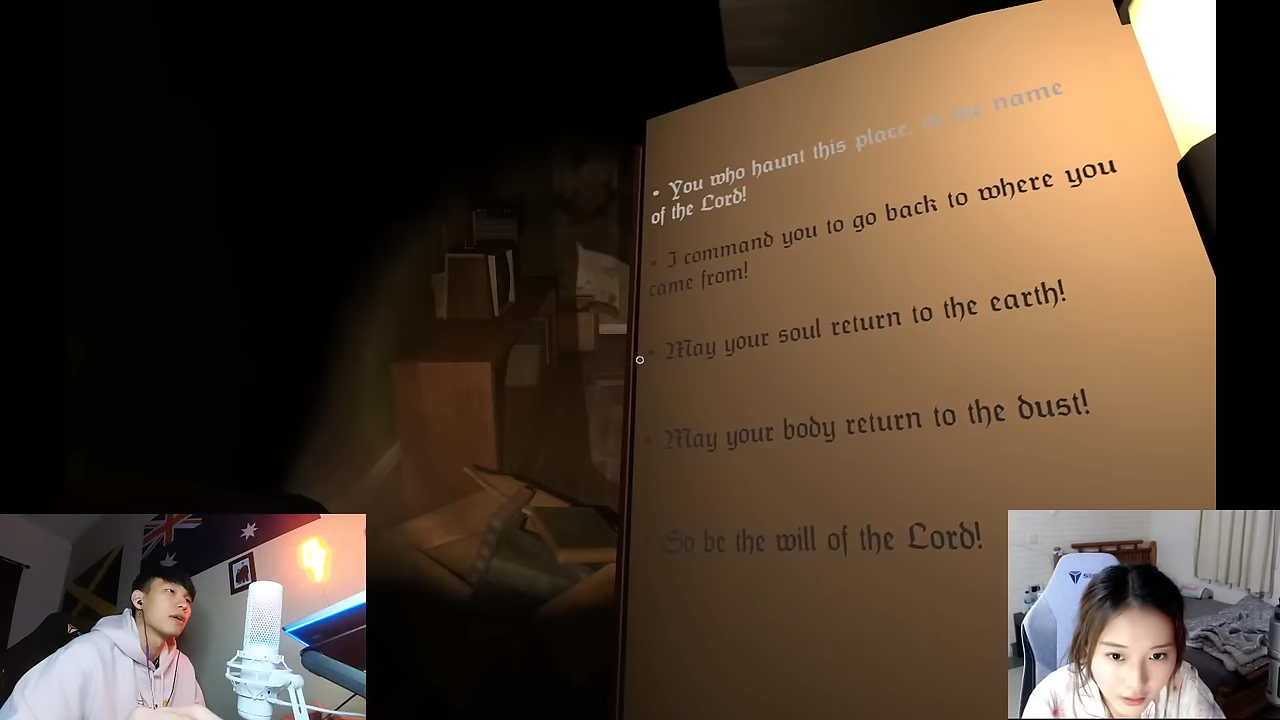 • You who haunt this place, in the name
of the Lord!
• I command you to go back to where you
came from!
• May your soul return to the earth!
• May your body return to the dust!
So be the will of the Lord!